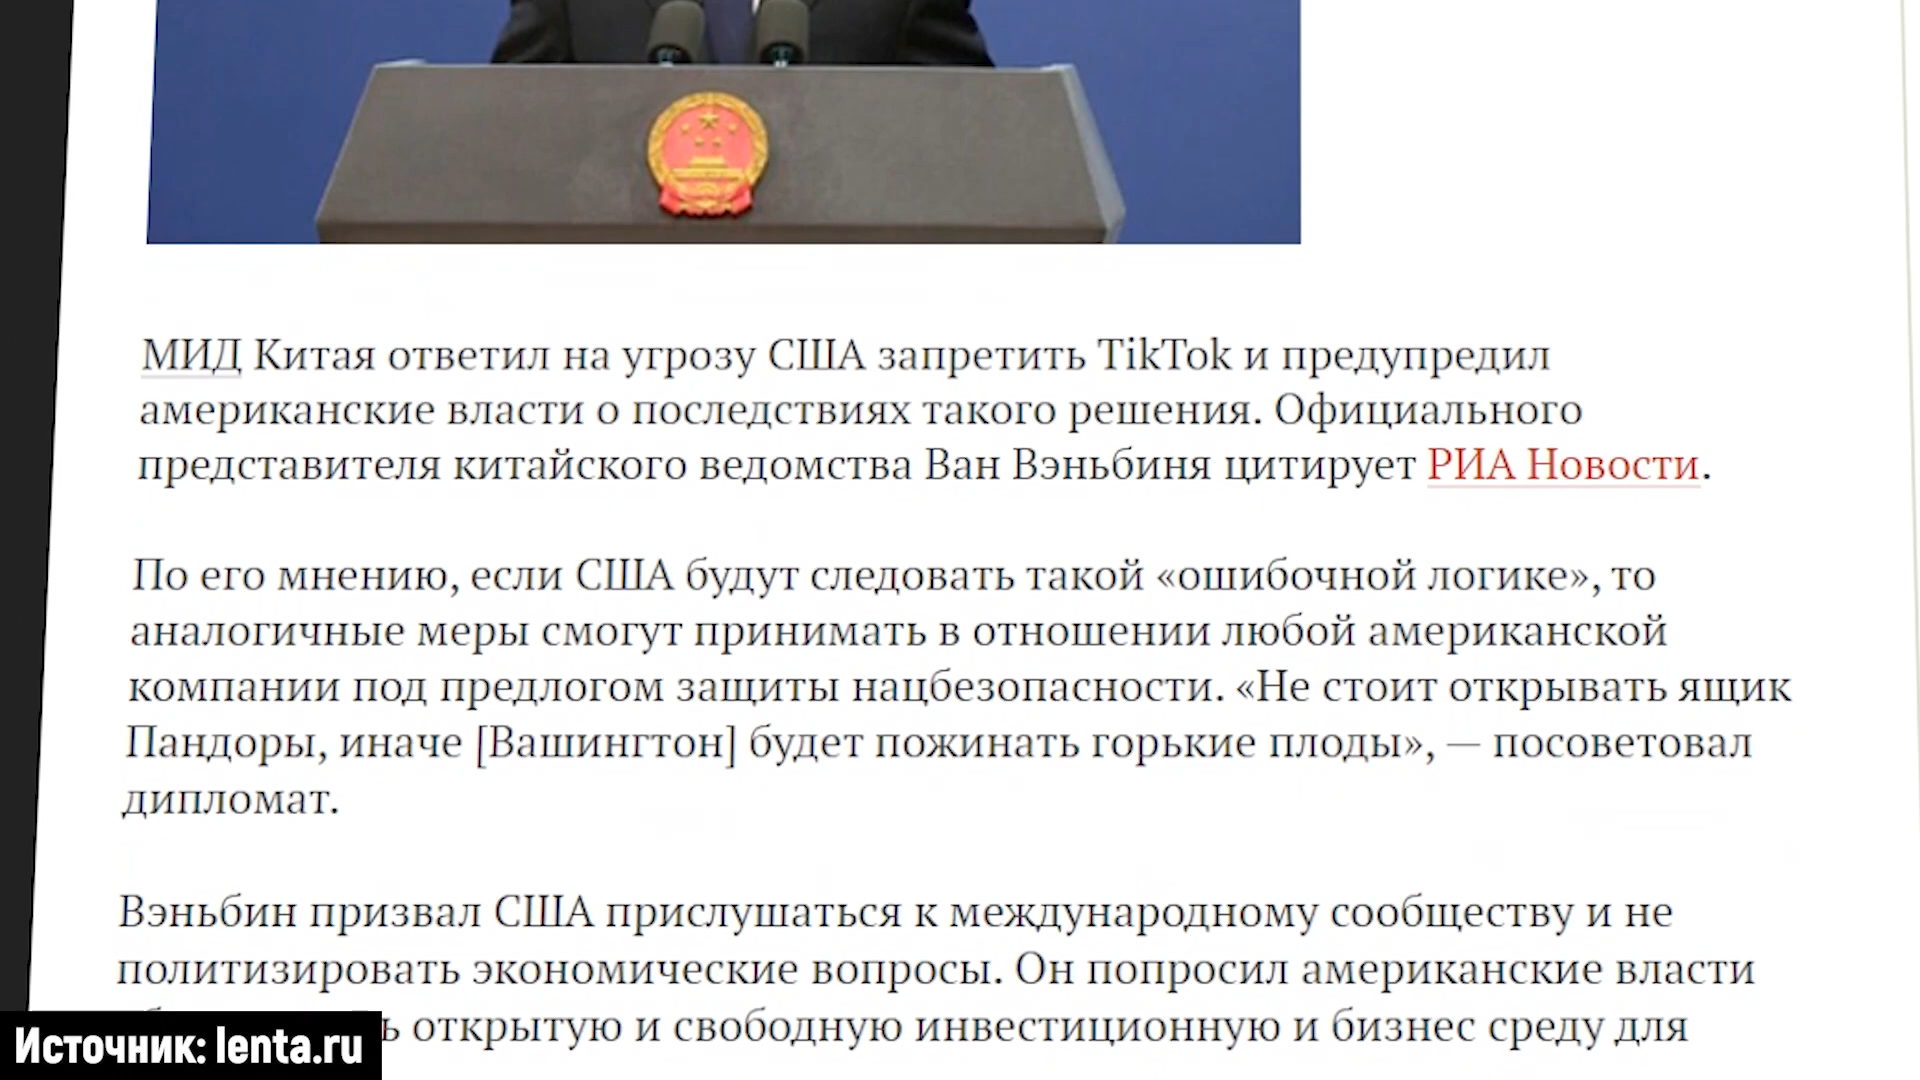 МИД Китая ответил на угрозу США запретить TikTok и предупредил
американские власти о последствиях такого решения. Официального
представителя китайского ведомства Ван Вэньбиня цитирует РИА Новости.
По его мнению, если США будут следовать такой «ошибочной логике», то
аналогичные меры смогут принимать в отношении любой американской
компании под предлогом защиты нацбезопасности. «Не стоит открывать ящик
Пандоры, иначе [Вашингтон] будет пожинать горькие плоды», — посоветовал
дипломат.
Вэньбин призвал США прислушаться к международному сообществу и не
политизировать экономические вопросы. Он попросил американские власти
открытую и свободную инвестиционную и бизнес среду для
Источник: lenta.ru